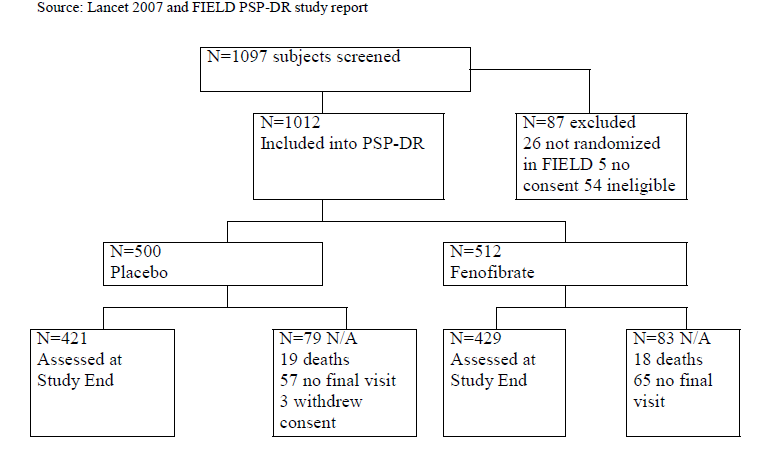 Source: Lancet 2007 and FIELD PSP-DR study report
N=1097 subjects screened
N=1012
Included into PSP-DR
N=87 excluded
26 not randomized
in FIELD 5 no
consent 54 ineligible
N=500
Placebo
N=512
Fenofibrate
N=421
Assessed at
Study End
N=79 N/A
19 deaths
57 no final visit
3 withdrew
consent
N=429
Assessed at
Study End
N=83 N/A
18 deaths
65 no final
visit